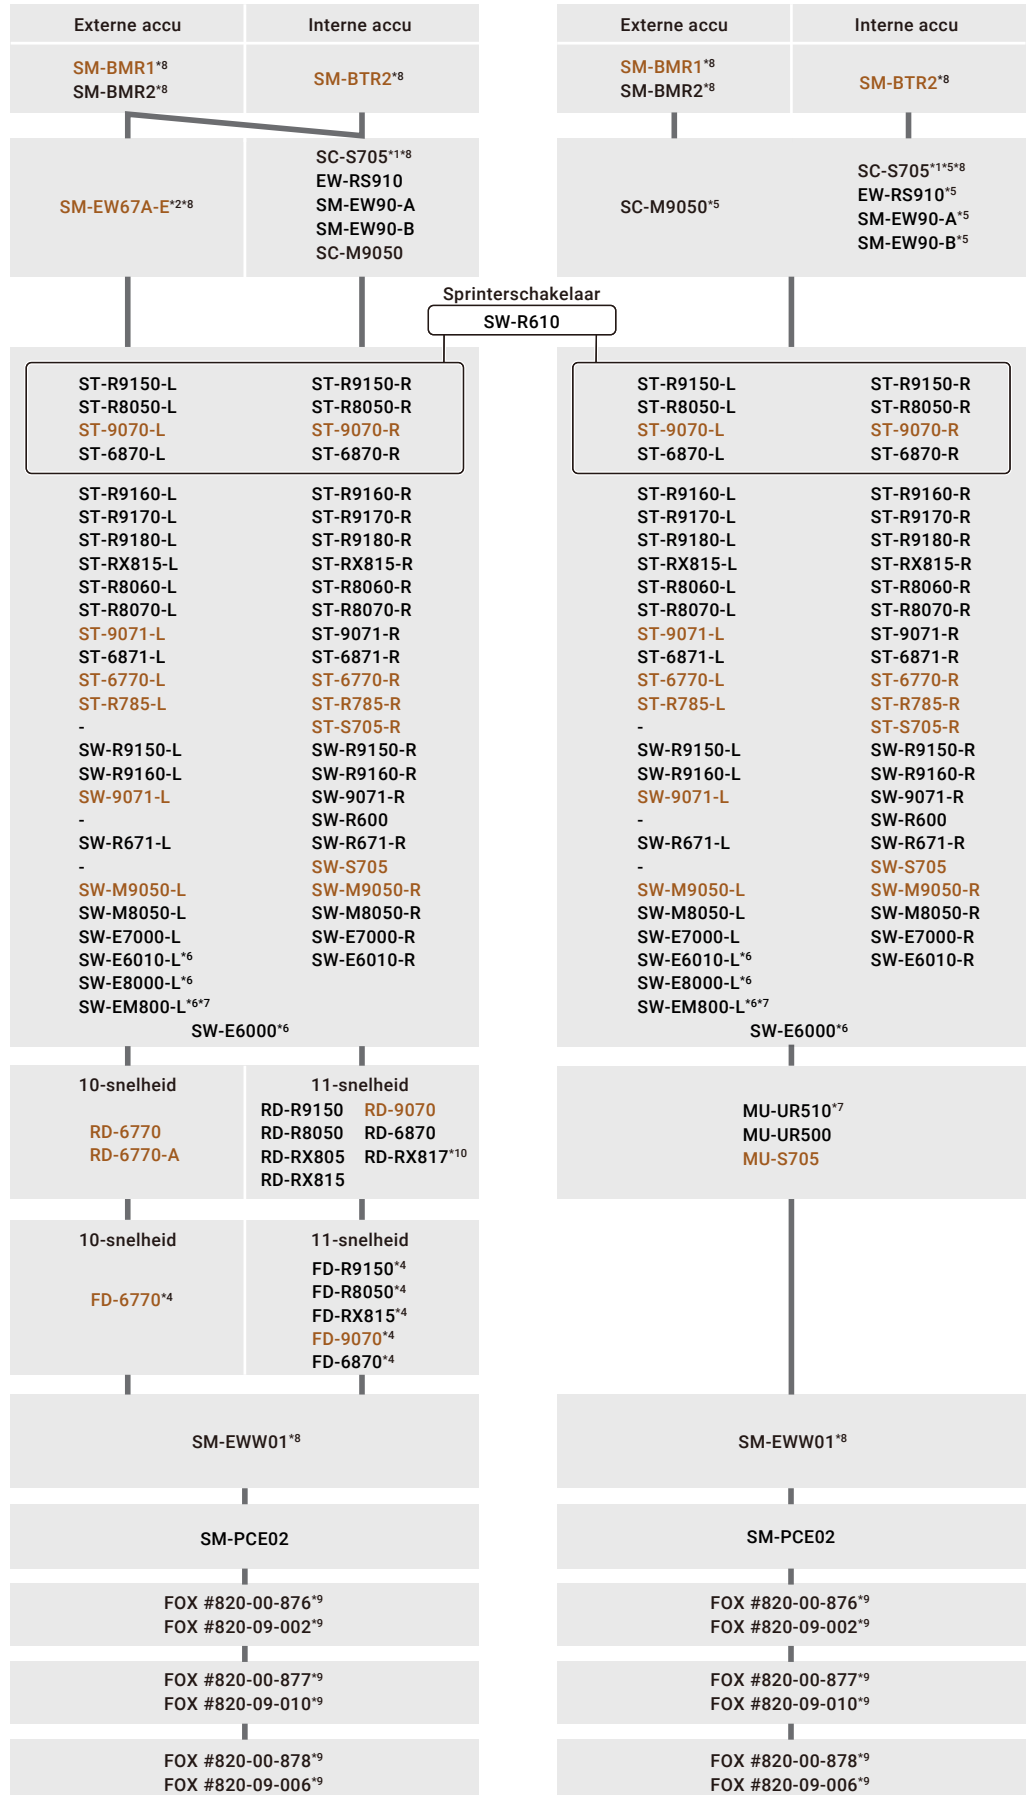 Externe accu
Interne accu
SM-BMR1*8
SM-BMR2*8
SM-BTR2*8
SM-EW67A-E*2*8
SC-S705*1*8
EW-RS910
SM-EW90-A
SM-EW90-B
SC-M9050
Externe accu
Interne accu
SM-BMR1*8
SM-BMR2*8
SM-BTR2*8
SC-M9050*5
SC-S705*1*5*8
EW-RS910*5
SM-EW90-A*5
SM-EW90-B*5
Sprinterschakelaar
SW-R610
ST-R9150-L ST-R9150-R
ST-R8050-L ST-R8050-R
ST-9070-L ST-9070-R
ST-6870-L ST-6870-R
ST-R9160-L ST-R9160-R
ST-R9170-L ST-R9170-R
ST-R9180-L ST-R9180-R
ST-RX815-L ST-RX815-R
ST-R8060-L ST-R8060-R
ST-R8070-L ST-R8070-R
ST-9071-L ST-9071-R
ST-6871-L ST-6871-R
ST-6770-L ST-6770-R
ST-R785-L ST-R785-R
- ST-S705-R
SW-R9150-L SW-R9150-R
SW-R9160-L SW-R9160-R
SW-9071-L SW-9071-R
- SW-R600
SW-R671-L SW-R671-R
- SW-S705
SW-M9050-L SW-M9050-R
SW-M8050-L SW-M8050-R
SW-E7000-L SW-E7000-R
SW-E6010-L*6 SW-E6010-R
SW-E8000-L*6
SW-EM800-L*6*7
SW-E6000*6
ST-R9150-L ST-R9150-R
ST-R8050-L ST-R8050-R
ST-9070-L ST-9070-R
ST-6870-L ST-6870-R
ST-R9160-L ST-R9160-R
ST-R9170-L ST-R9170-R
ST-R9180-L ST-R9180-R
ST-RX815-L ST-RX815-R
ST-R8060-L ST-R8060-R
ST-R8070-L ST-R8070-R
ST-9071-L ST-9071-R
ST-6871-L ST-6871-R
ST-6770-L ST-6770-R
ST-R785-L ST-R785-R
- ST-S705-R
SW-R9150-L SW-R9150-R
SW-R9160-L SW-R9160-R
SW-9071-L SW-9071-R
- SW-R600
SW-R671-L SW-R671-R
- SW-S705
SW-M9050-L SW-M9050-R
SW-M8050-L SW-M8050-R
SW-E7000-L SW-E7000-R
SW-E6010-L*6 SW-E6010-R
SW-E8000-L*6
SW-EM800-L*6*7
SW-E6000*6
10-snelheid
RD-6770
RD-6770-A
11-snelheid
RD-R9150 RD-9070
RD-R8050 RD-6870
RD-RX805 RD-RX817*10
RD-RX815
MU-UR510*7
MU-UR500
MU-S705
10-snelheid
FD-6770*4
11-snelheid
FD-R9150*4
FD-R8050*4
FD-RX815*4
FD-9070*4
FD-6870*4
SM-EWW01*8
SM-EWW01*8
SM-PCE02
SM-PCE02
FOX #820-00-876*9
FOX #820-09-002*9
FOX #820-00-876*9
FOX #820-09-002*9
FOX #820-00-877*9
FOX #820-09-010*9
FOX #820-00-877*9
FOX #820-09-010*9
FOX #820-00-878*9
FOX #820-09-006*9
FOX #820-00-878*9
FOX #820-09-006*9